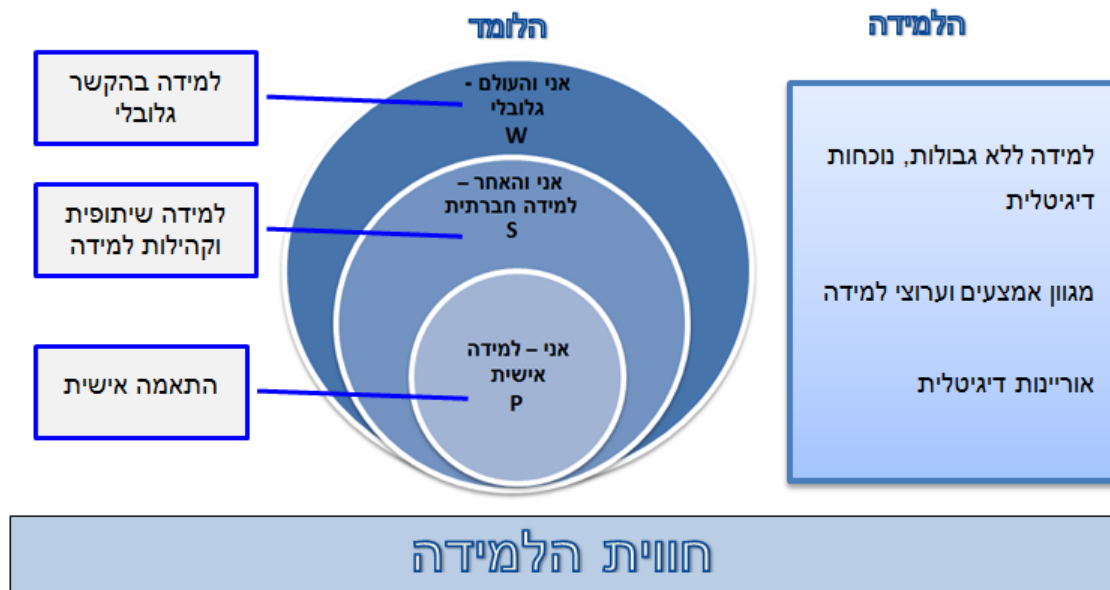 הלמידה
למידה ללא גבולות, נוכחות
דיגיטלית
מגוון אמצעים וערוצי למידה
אוריינות דיגיטלית
הלומד
אני והעולם -
גלובלי
W
אני והאחר –
למידה חברתית
S
אני – למידה
אישית
P
למידה בהקשר
גלובלי
למידה שיתופית
וקהילות למידה
התאמה אישית
חווית הלמידה